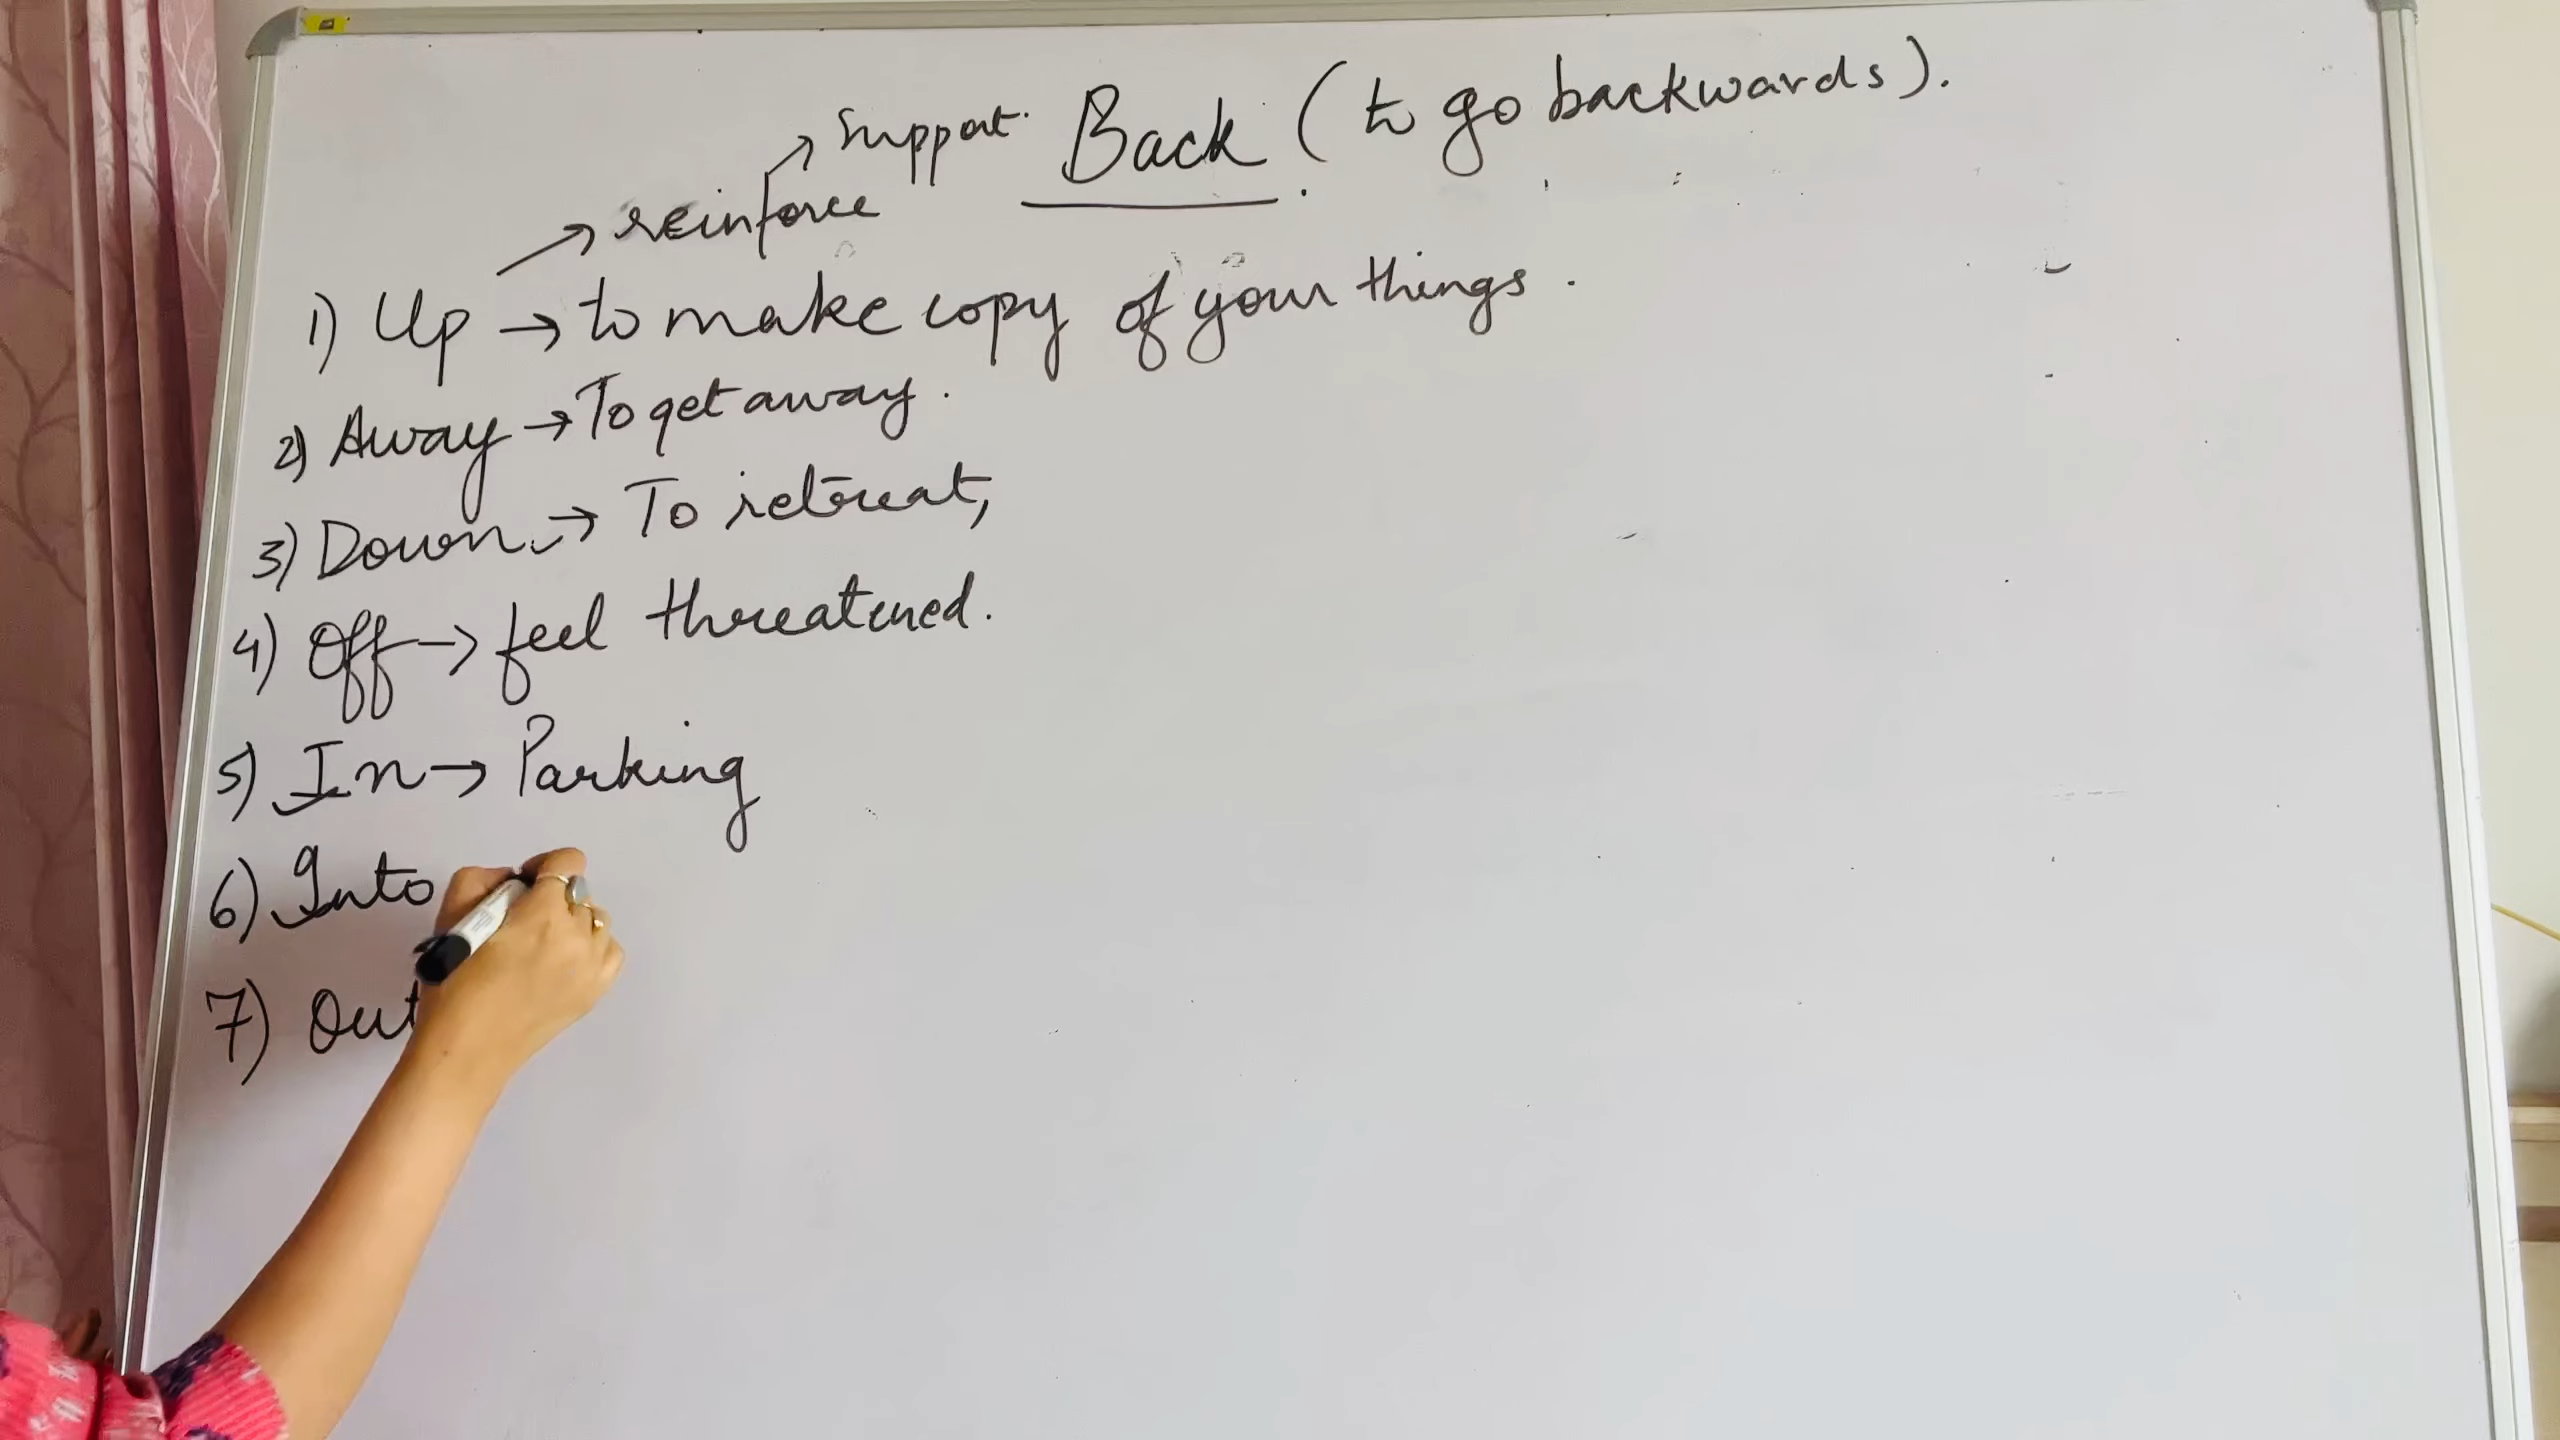 Back (to go backwards).
→ reinforce → Support.
1) Up → to make copy of your things.
2) Away → To get away.
3) Down → To retreat,
4) Off → feel threatened.
5) In → Parking
6) Into
7) Out